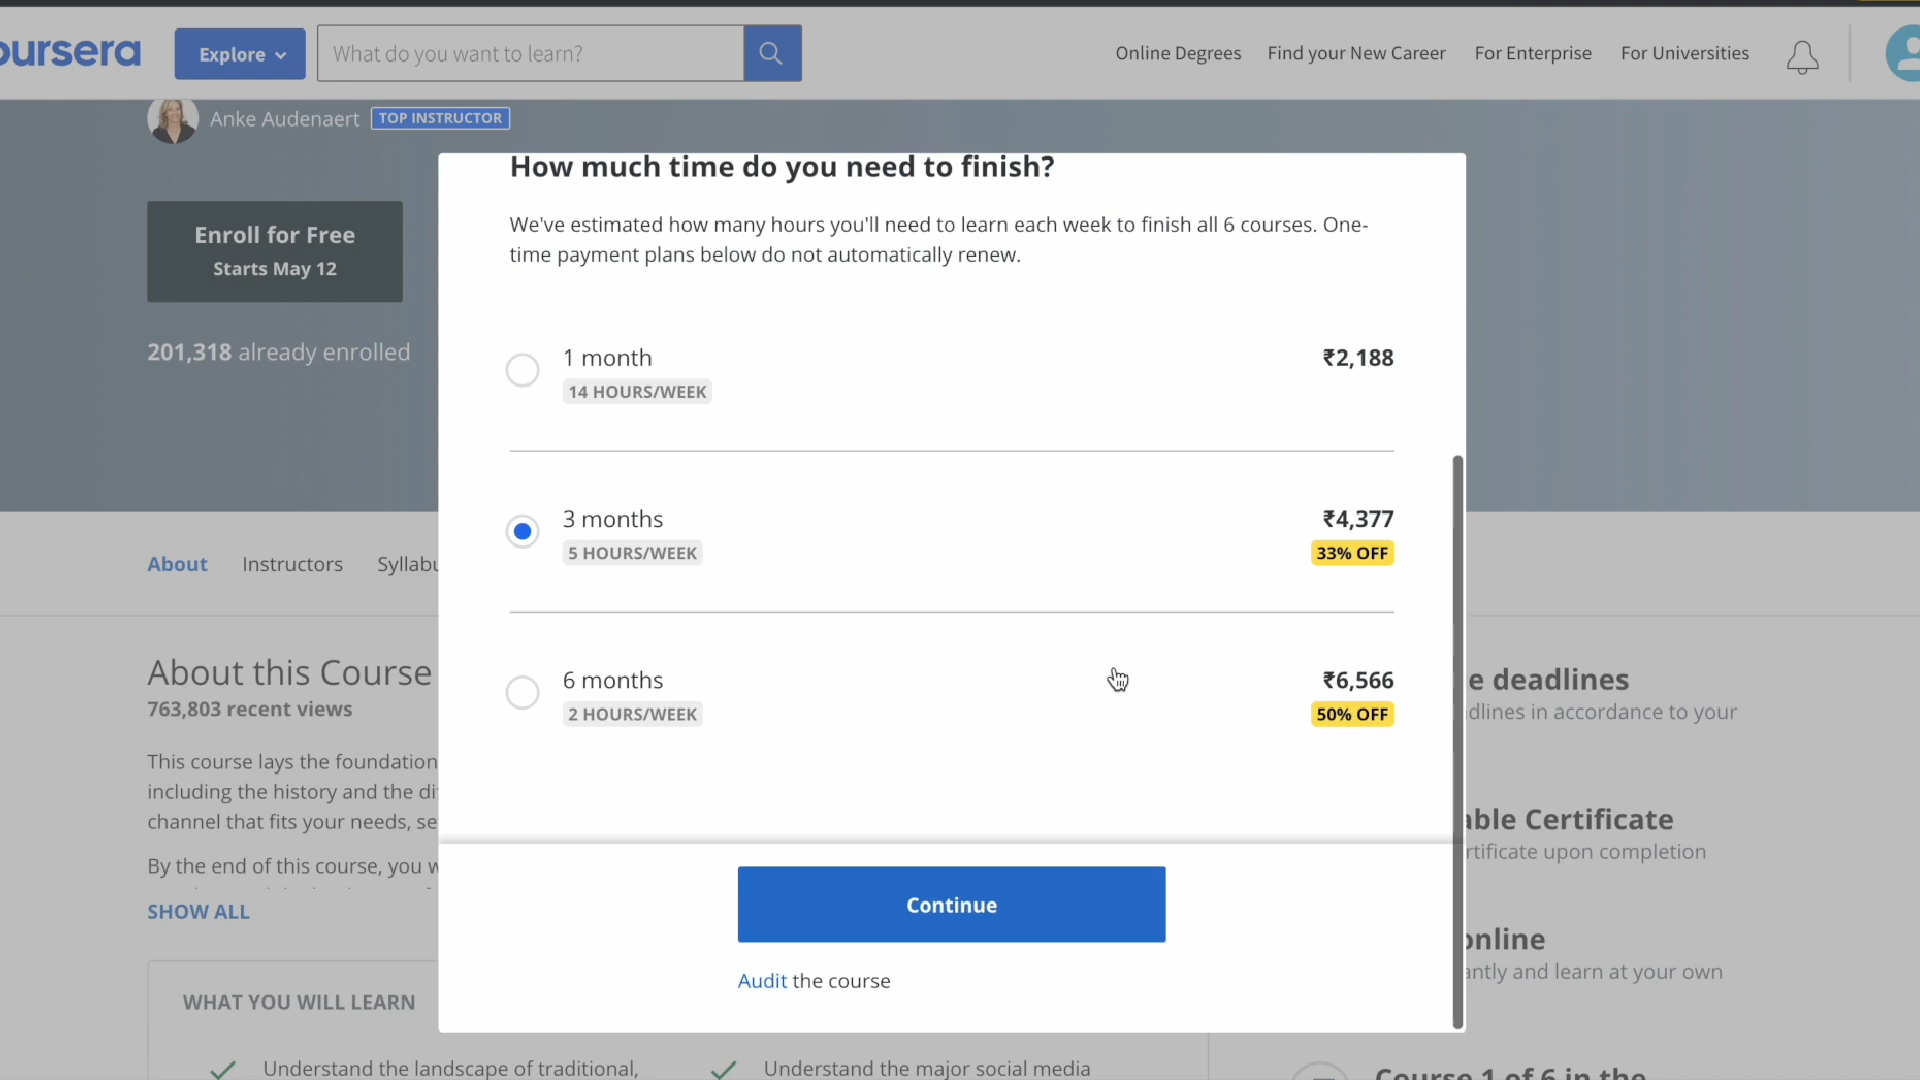 oursera
Explore
What do you want to learn?
Online Degrees
Find your New Career
For Enterprise
For Universities
Anke Audenaert
TOP INSTRUCTOR
Enroll for Free
Starts May 12
201,318 already enrolled
How much time do you need to finish?
We've estimated how many hours you'll need to learn each week to finish all 6 courses. One-
time payment plans below do not automatically renew.
1 month
₹2,188
14 HOURS/WEEK
3 months
₹4,377
5 HOURS/WEEK
33% OFF
6 months
₹6,566
2 HOURS/WEEK
50% OFF
Continue
Audit the course
About
Instructors
Syllabu
About this Course
763,803 recent views
This course lays the foundation
including the history and the di
channel that fits your needs, se
By the end of this course, you w
SHOW ALL
WHAT YOU WILL LEARN
Understand the landscape of traditional,
Understand the major social media
e deadlines
dlines in accordance to your
able Certificate
rtificate upon completion
online
antly and learn at your own
Course 1 of 6 in the